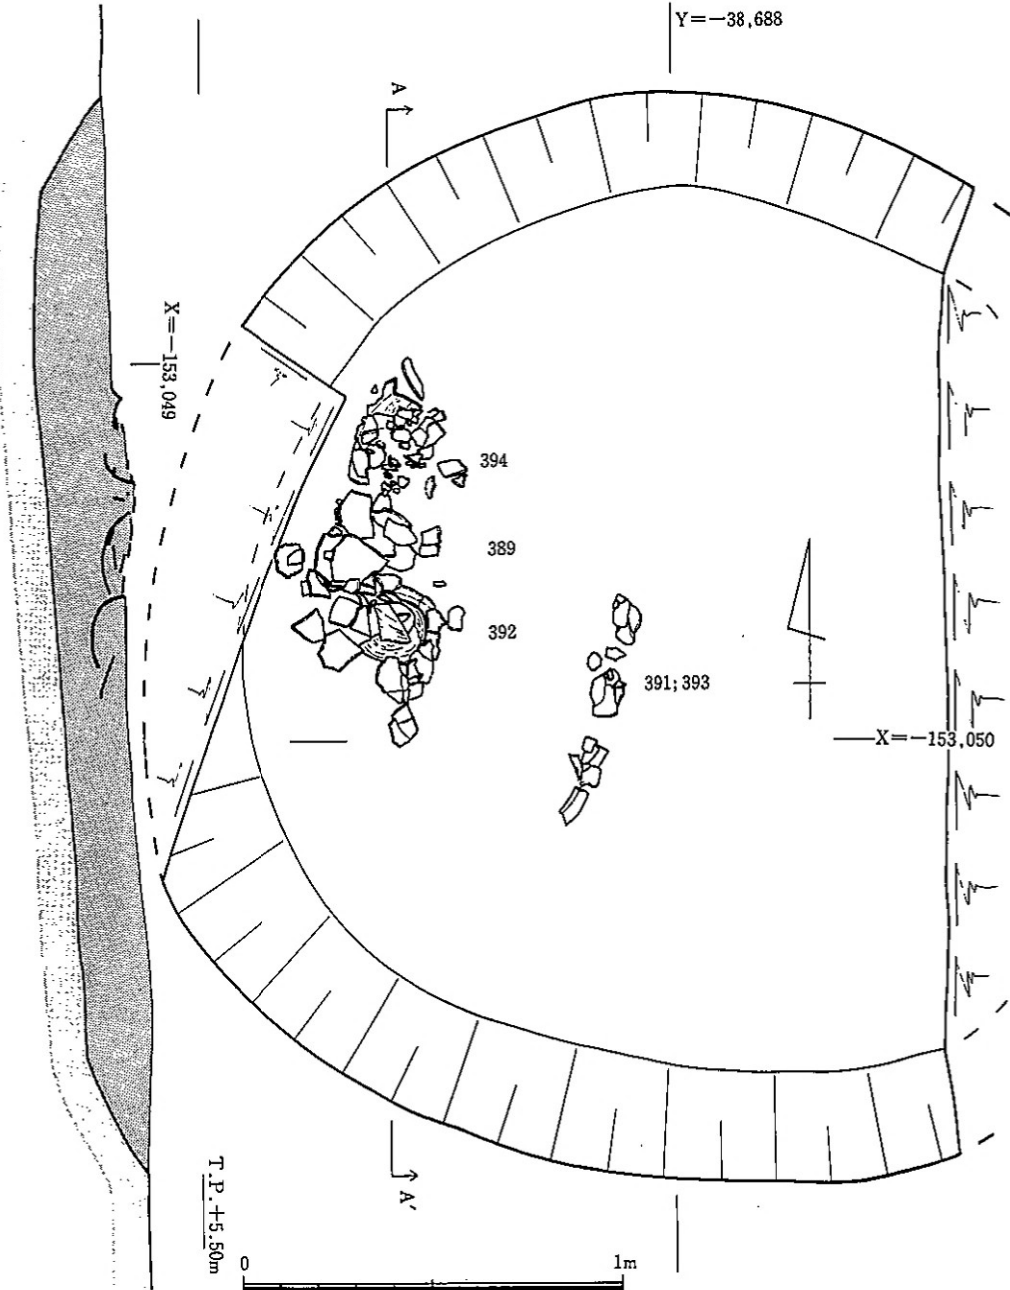 Y=-38,688
A
X=-153,049
394
389
392
391;393
X=-153,050
A'
T.P.+5.50m
0 1m